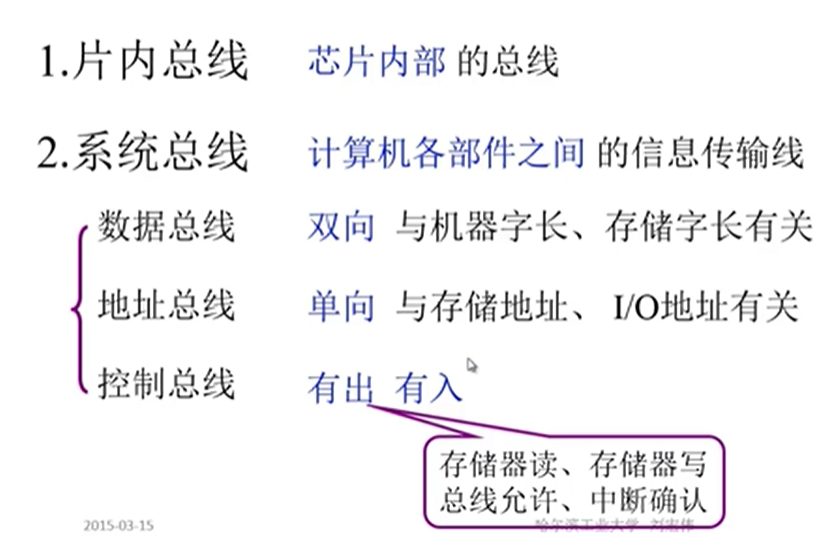 1.片内总线 芯片内部 的总线
2.系统总线 计算机各部件之间 的信息传输线
数据总线 双向 与机器字长、存储字长有关
地址总线 单向 与存储地址、 I/O地址有关
控制总线 有出 有入
存储器读、存储器写
总线允许、中断确认
2015-03-15 哈尔滨工业大学 刘宏伟